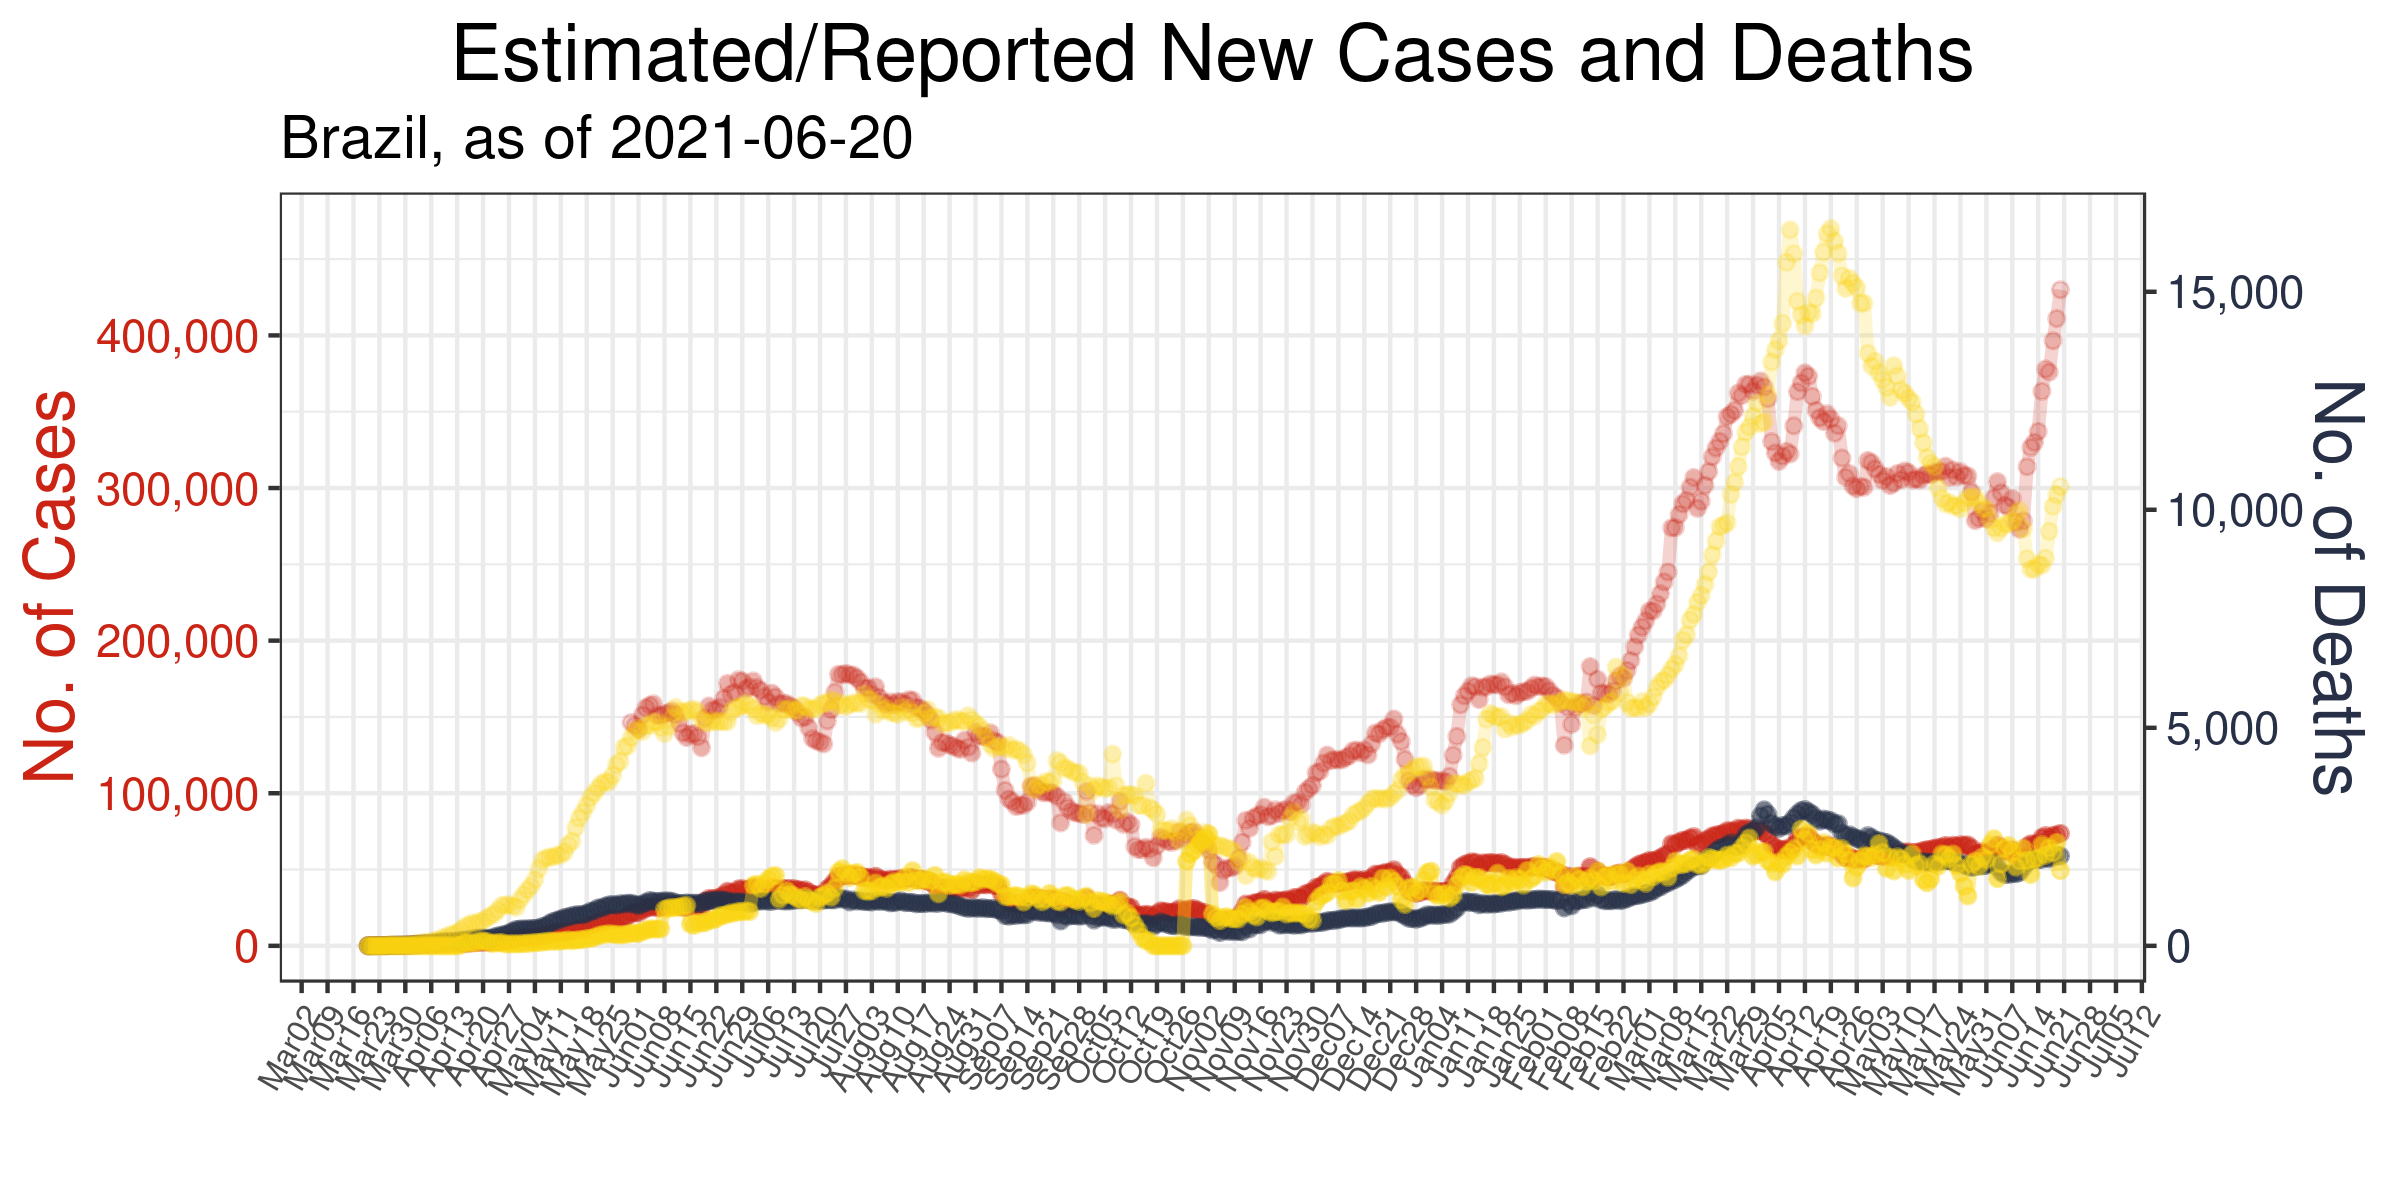 Estimated/Reported New Cases and Deaths
Brazil, as of 2021-06-20
No. of Cases
400,000
300,000
200,000
100,000
0
15,000
10,000
5,000
0
No. of Deaths
Mar02
Mar09
Mar16
Mar23
Mar30
Apr06
Apr13
Apr20
Apr27
May04
May11
May18
May25
Jun01
Jun08
Jun15
Jun22
Jun29
Jul06
Jul13
Jul20
Jul27
Aug03
Aug10
Aug17
Aug24
Aug31
Sep07
Sep14
Sep21
Sep28
Oct05
Oct12
Oct19
Oct26
Nov02
Nov09
Nov16
Nov23
Nov30
Dec07
Dec14
Dec21
Dec28
Jan04
Jan11
Jan18
Jan25
Feb01
Feb08
Feb15
Feb22
Mar01
Mar08
Mar15
Mar22
Mar29
Apr05
Apr12
Apr19
Apr26
May03
May10
May17
May24
May31
Jun07
Jun14
Jun21
Jun28
Jul05
Jul12